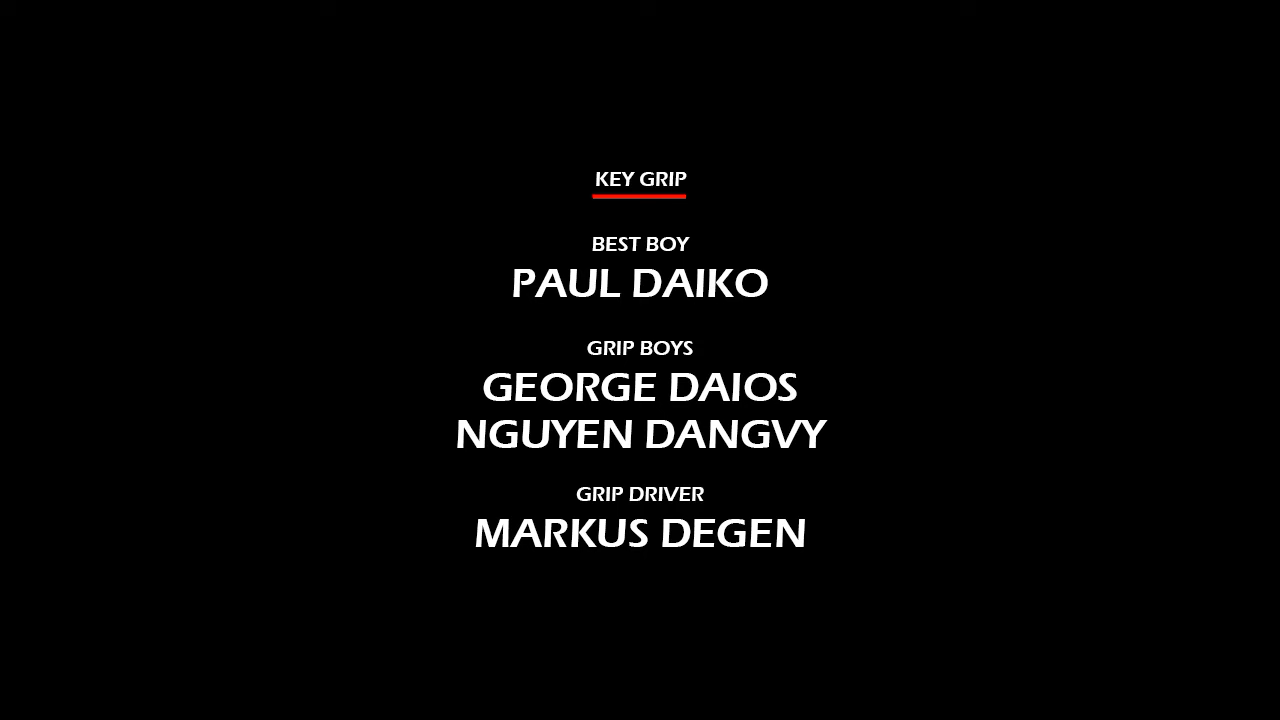 KEY GRIP
BEST BOY
PAUL DAIKO
GRIP BOYS
GEORGE DAIOS
NGUYEN DANGVY
GRIP DRIVER
MARKUS DEGEN